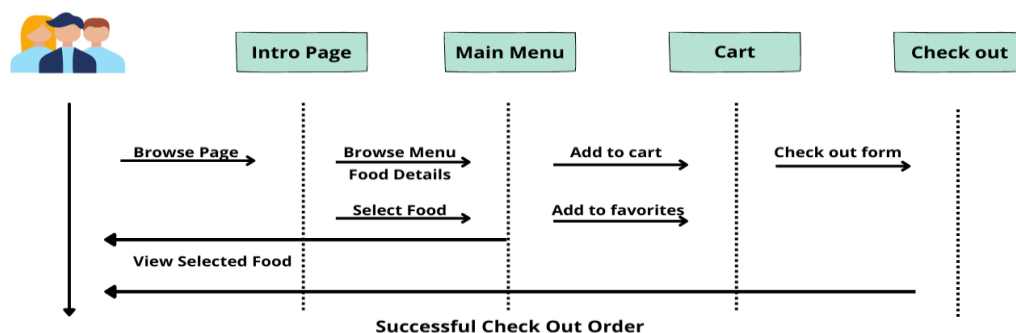 Intro Page
Main Menu
Cart
Check out
Browse Page
Browse Menu
Food Details
Add to cart
Check out form
Select Food
Add to favorites
View Selected Food
Successful Check Out Order